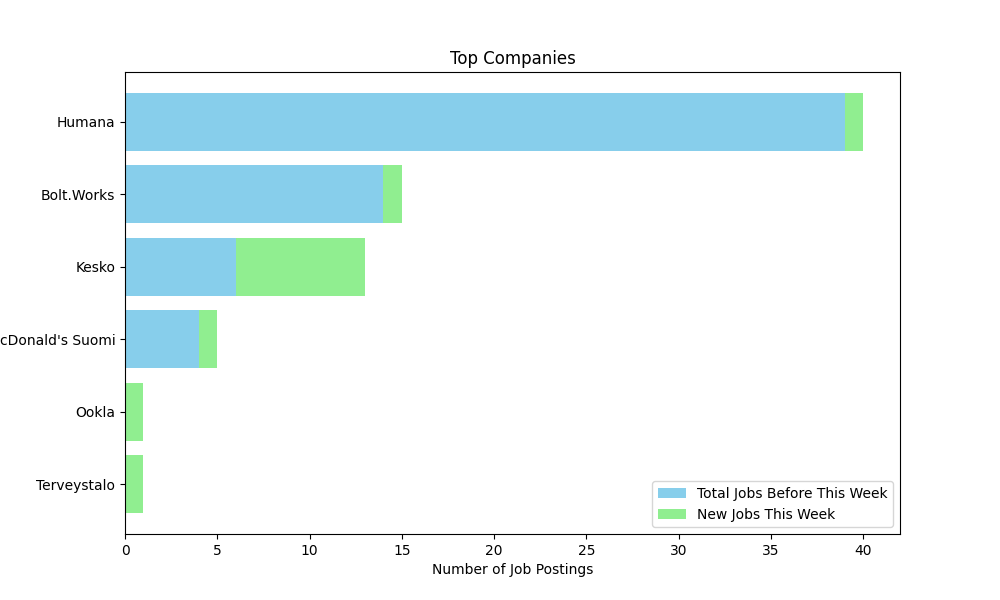 Top Companies
Humana
Bolt.Works
Kesko
cDonald's Suomi
Ookla
Terveystalo
Total Jobs Before This Week
New Jobs This Week
0 5 10 15 20 25 30 35 40
Number of Job Postings